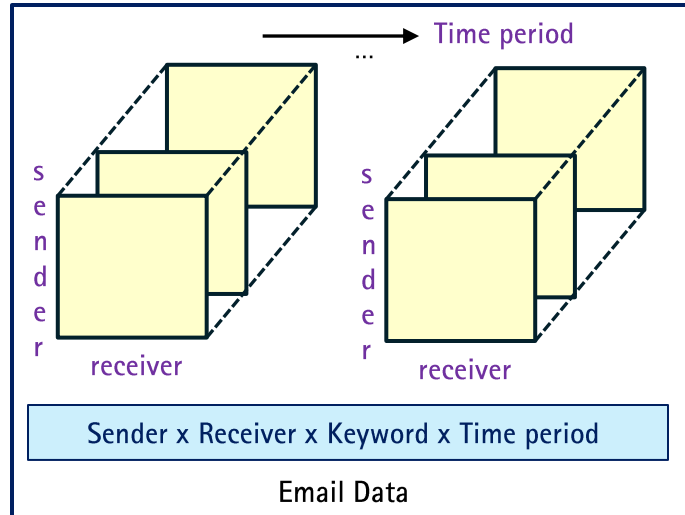 Time period
...
sender
sender
receiver
receiver
Sender x Receiver x Keyword x Time period
Email Data